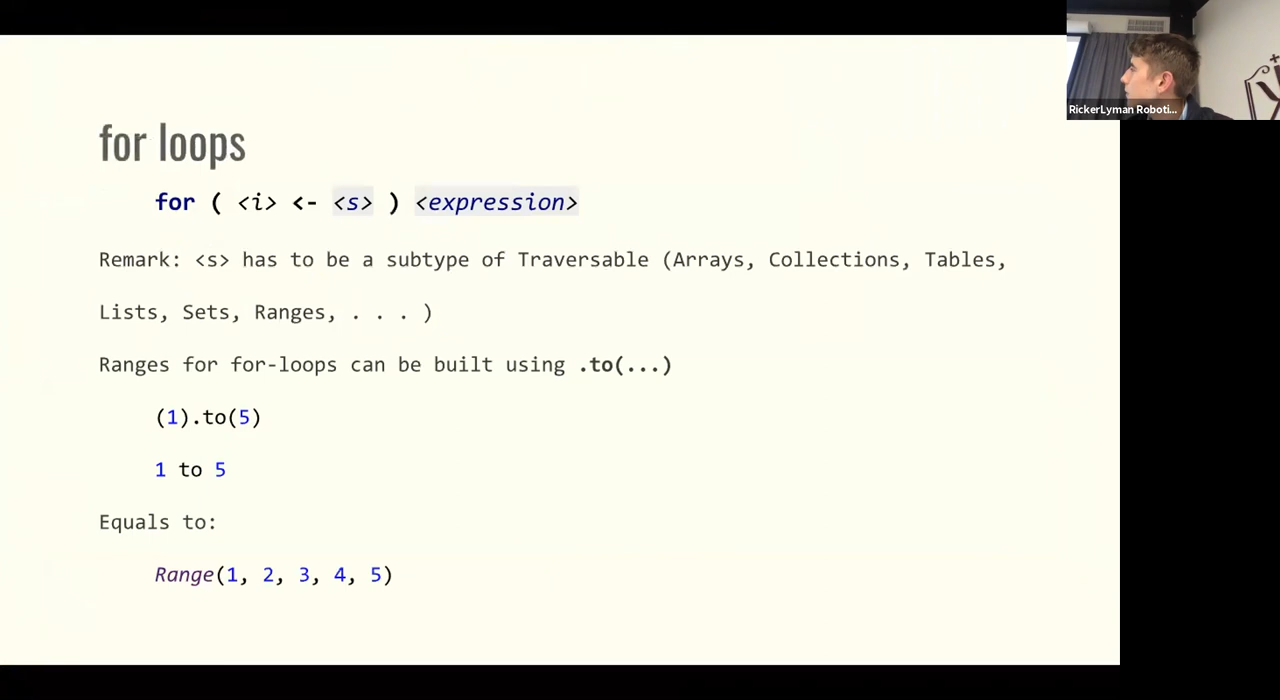 for loops
for ( <i> <- <s> ) <expression>
Remark: <s> has to be a subtype of Traversable (Arrays, Collections, Tables,
Lists, Sets, Ranges, . . . )
Ranges for for-loops can be built using .to(...)
(1).to(5)
1 to 5
Equals to:
Range(1, 2, 3, 4, 5)
RickerLyman Roboti...